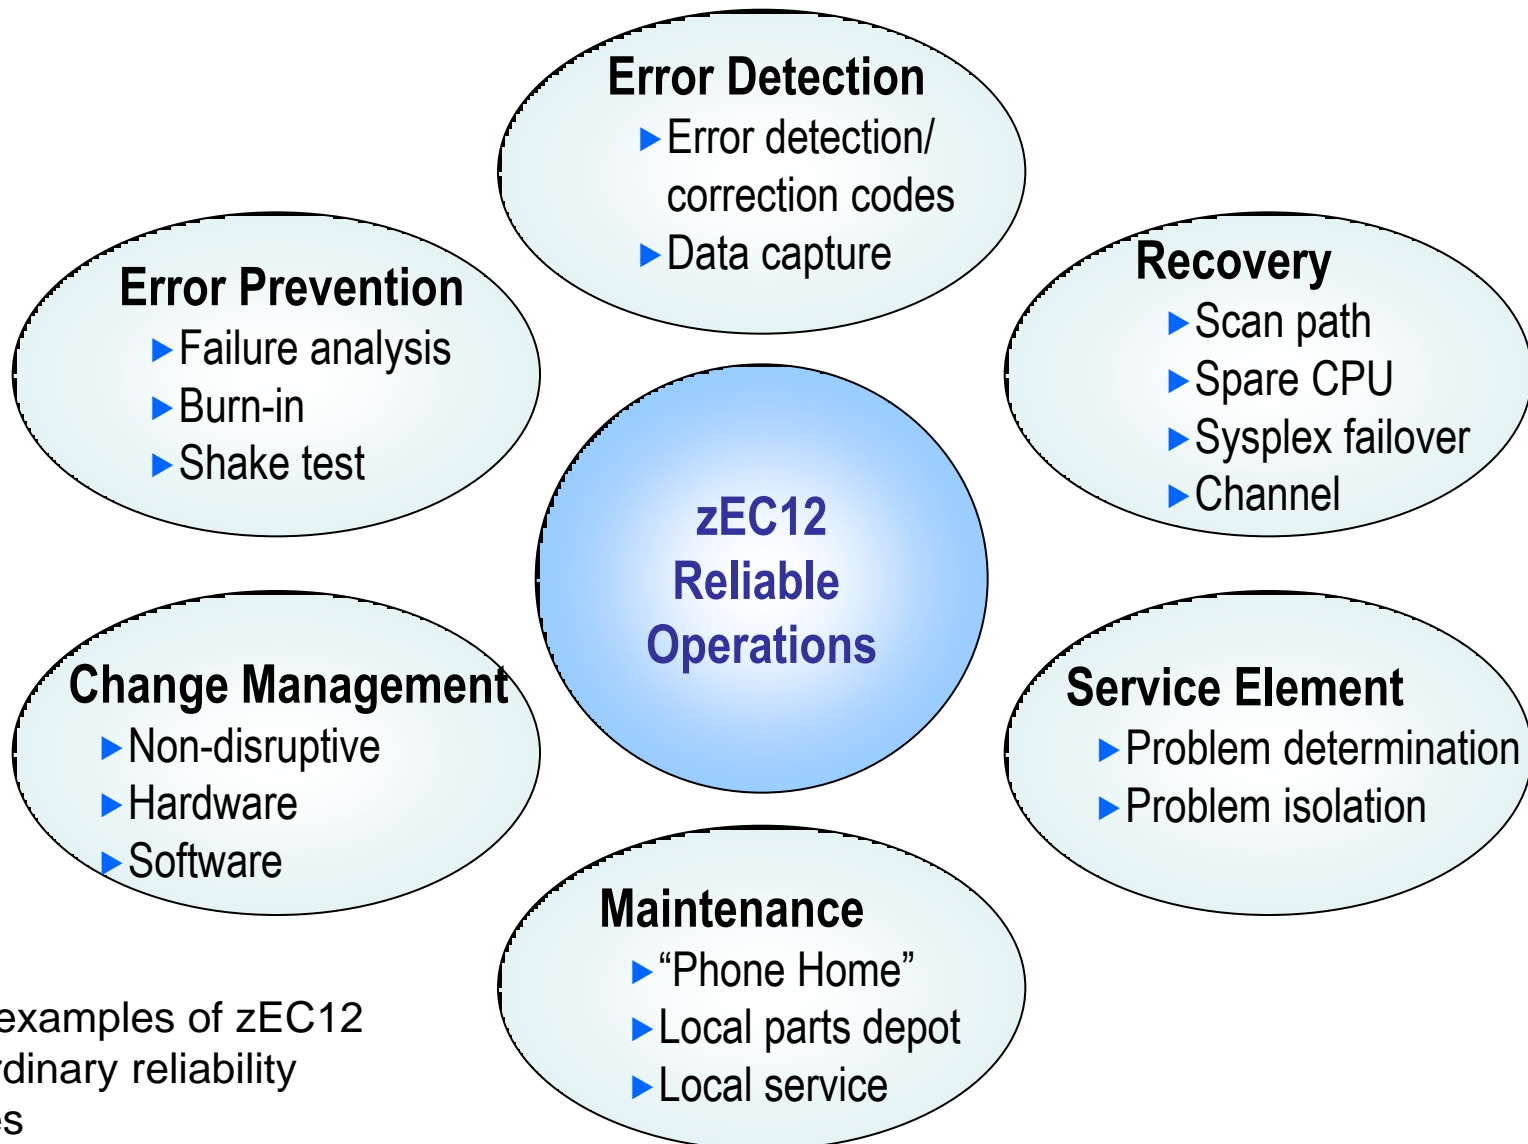 Error Detection
▶Error detection/
correction codes
▶Data capture
Error Prevention
▶Failure analysis
▶Burn-in
▶Shake test
Recovery
▶Scan path
▶Spare CPU
▶Sysplex failover
▶Channel
zEC12
Reliable
Operations
Change Management
▶Non-disruptive
▶Hardware
▶Software
Service Element
▶Problem determination
▶Problem isolation
Maintenance
▶“Phone Home”
▶Local parts depot
▶Local service
examples of zEC12
reliability